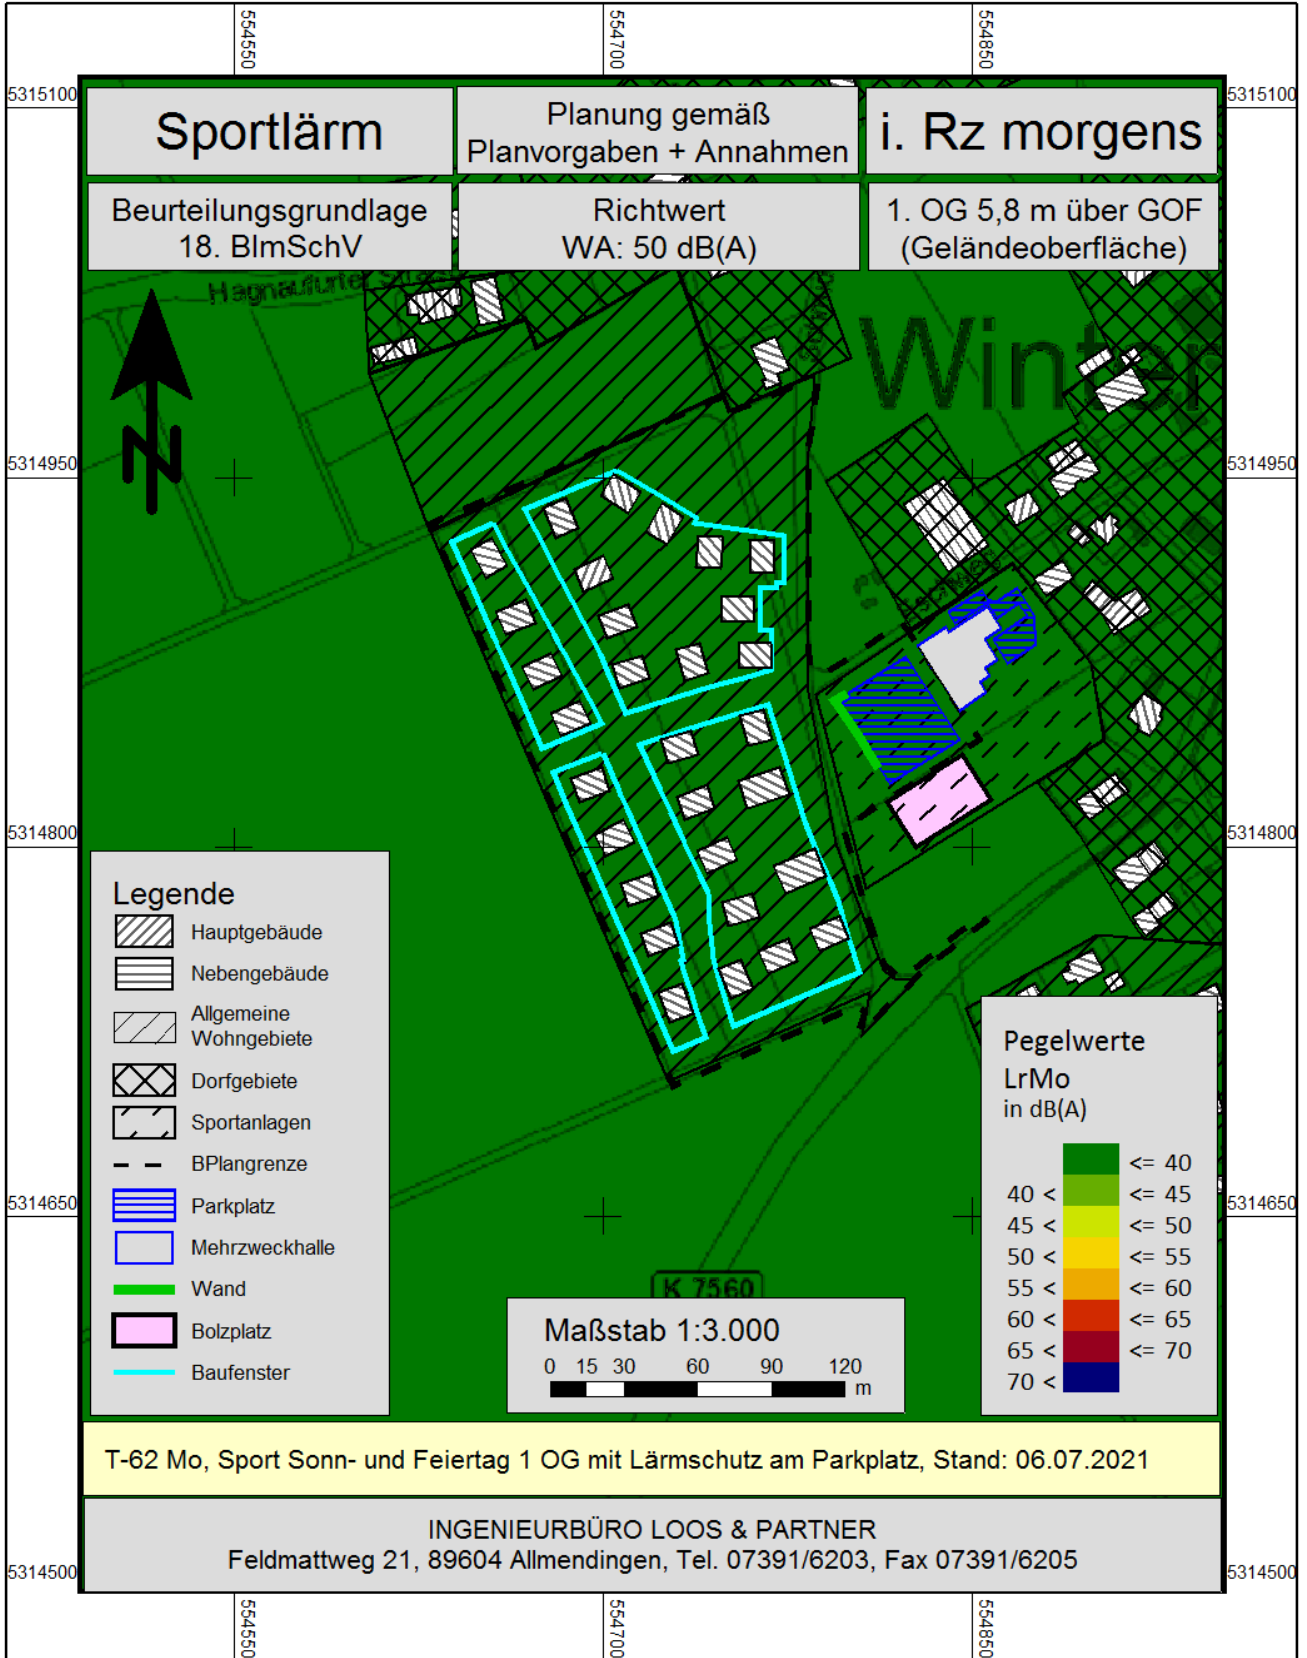 554550
554700
554850
5315100
5315100
Sportlärm
Planung gemäß
Planvorgaben + Annahmen
i. Rz morgens
Beurteilungsgrundlage
18. BImSchV
Richtwert
WA: 50 dB(A)
1. OG 5,8 m über GOF
(Geländeoberfläche)
Hagnaufurter
Winter
N
5314950
5314950
5314800
5314800
Legende
Hauptgebäude
Nebengebäude
Allgemeine
Wohngebiete
Dorfgebiete
Sportanlagen
BPlangrenze
Parkplatz
Mehrzweckhalle
Wand
Bolzplatz
Baufenster
Pegelwerte
LrMo
in dB(A)
<= 40
40 < <= 45
45 < <= 50
50 < <= 55
55 < <= 60
60 < <= 65
65 < <= 70
70 <
5314650
5314650
K 7560
Maßstab 1:3.000
0 15 30 60 90 120
m
T-62 Mo, Sport Sonn- und Feiertag 1 OG mit Lärmschutz am Parkplatz, Stand: 06.07.2021
INGENIEURBÜRO LOOS & PARTNER
Feldmattweg 21, 89604 Allmendingen, Tel. 07391/6203, Fax 07391/6205
5314500
5314500
554550
554700
554850